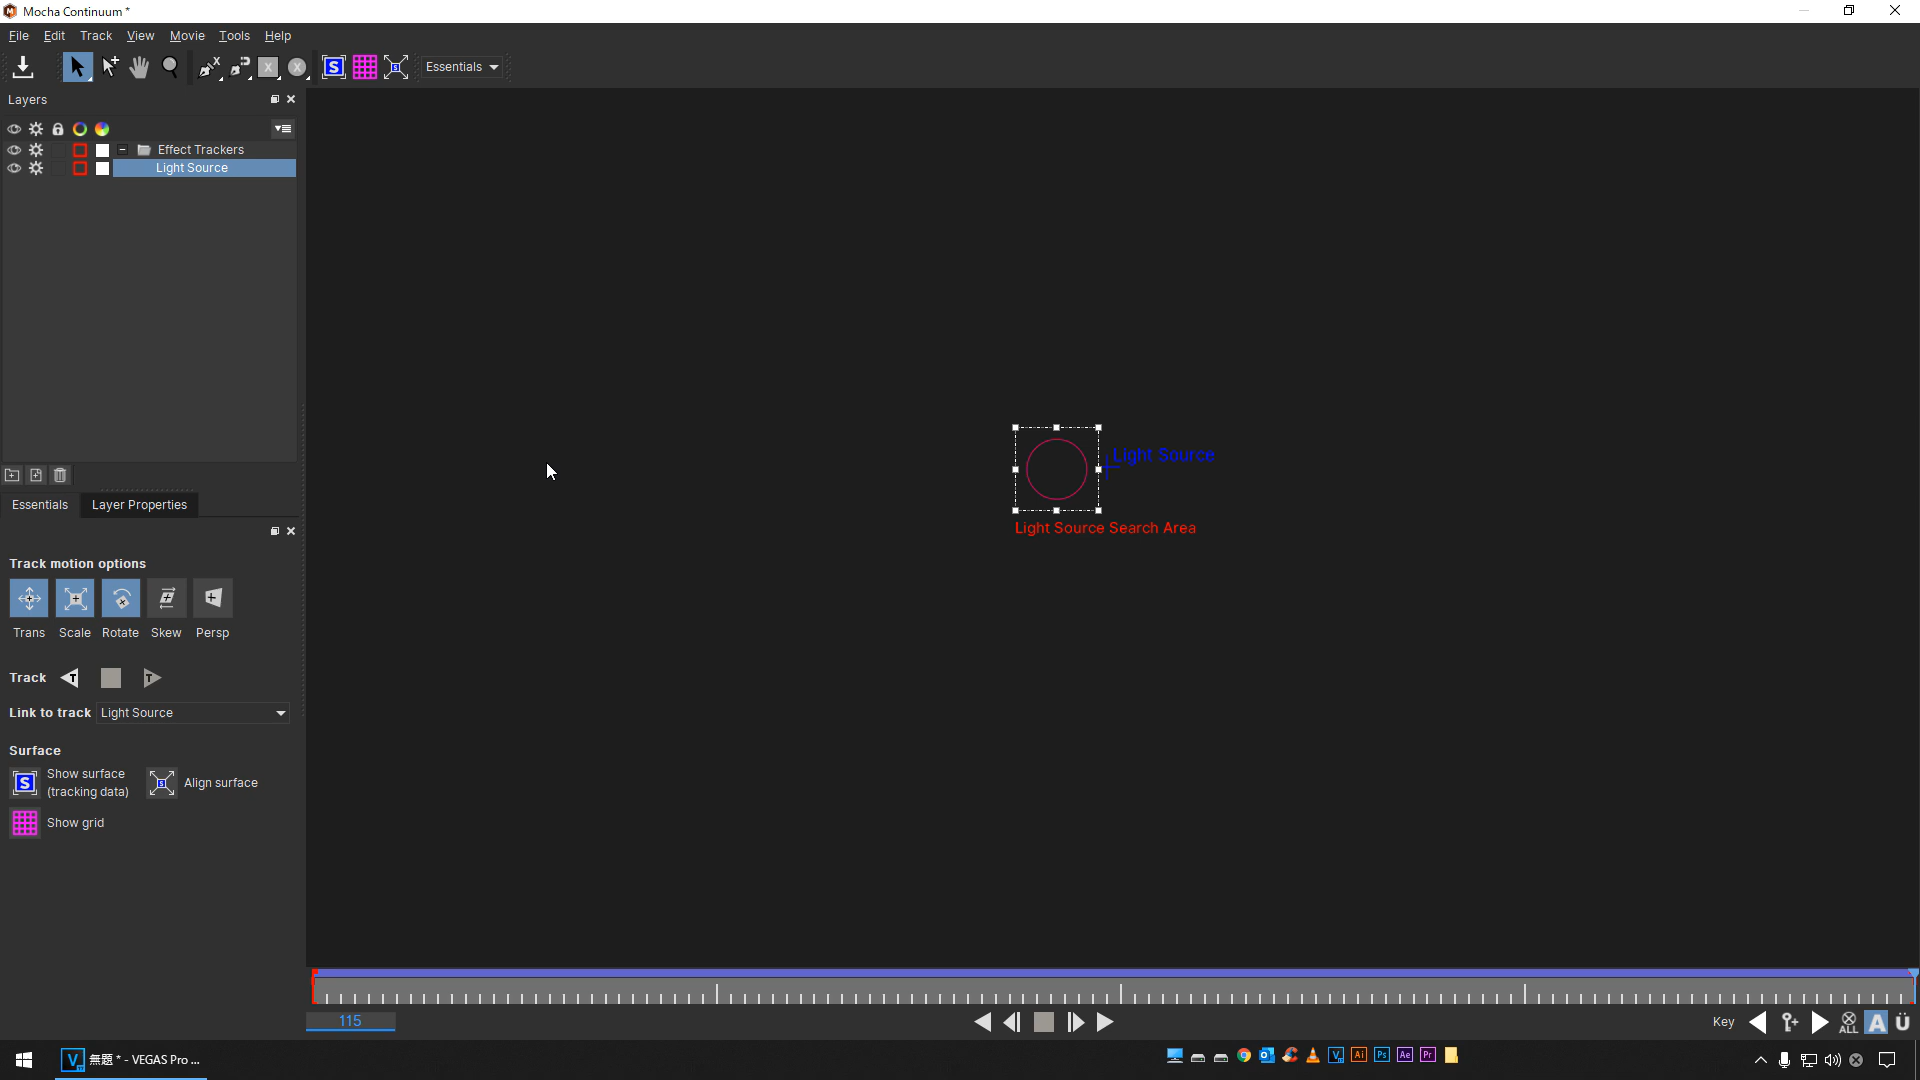 Mocha Continuum *
File Edit Track View Movie Tools Help
Essentials
Layers
Effect Trackers
Light Source
Light Source
Light Source Search Area
Essentials Layer Properties
Track motion options
Trans Scale Rotate Skew Persp
Track
Link to track Light Source
Surface
Show surface
(tracking data)
Align surface
Show grid
115
Key
ALL
無題 * - VEGAS Pro ...